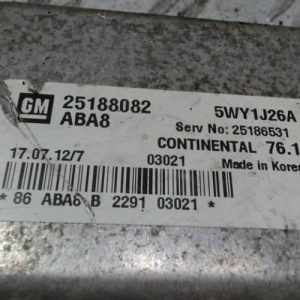 GM 25188082 5WY1J26A
ABA8 Serv No: 25186531
CONTINENTAL 76.1
17.07.12/7 03021 Made in Korea
* 86 ABA8 B 2291 03021 *